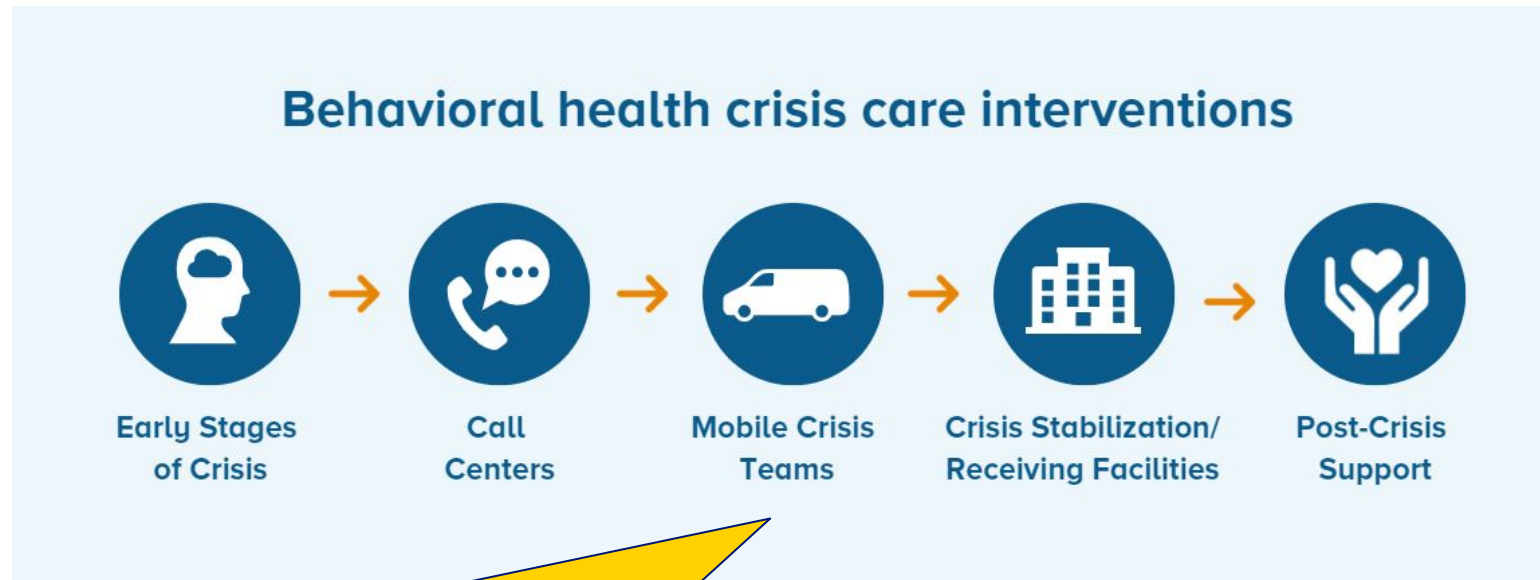 Behavioral health crisis care interventions
Early Stages
of Crisis
Call
Centers
Mobile Crisis
Teams
Crisis Stabilization/
Receiving Facilities
Post-Crisis
Support